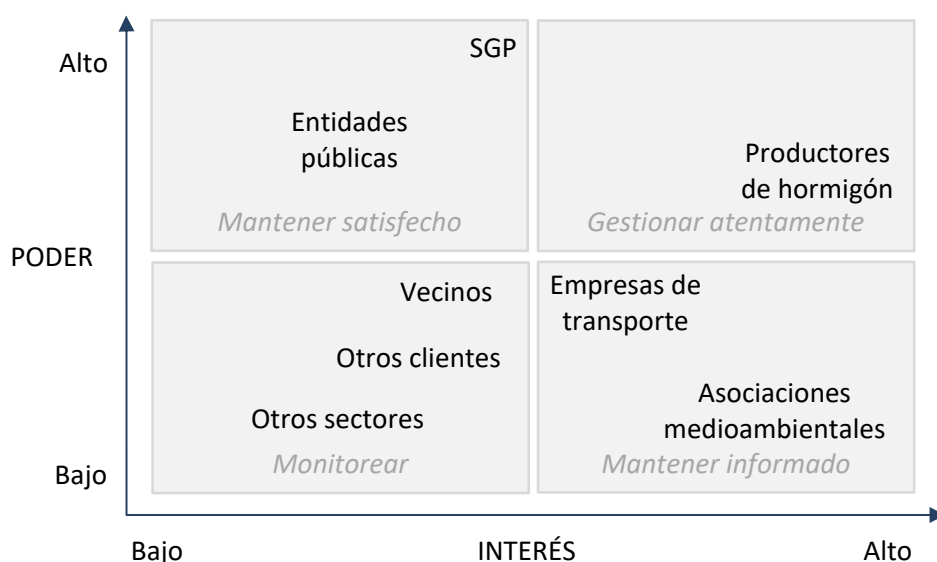 SGP
Alto
Entidades
públicas
Productores
de hormigón
Mantener satisfecho
Gestionar atentamente
PODER
Vecinos
Empresas de
transporte
Otros clientes
Asociaciones
medioambientales
Otros sectores
Monitorear
Mantener informado
Bajo
Bajo
INTERÉS
Alto